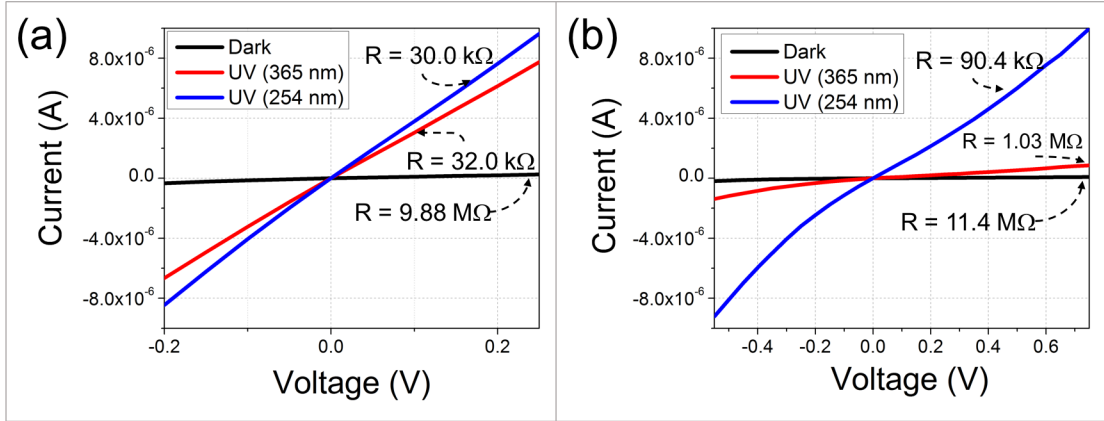 (a)
Dark
UV (365 nm)
UV (254 nm)
R = 30.0 kΩ
R = 32.0 kΩ
R = 9.88 MΩ
8.0x10⁻⁶
4.0x10⁻⁶
0.0
-4.0x10⁻⁶
-8.0x10⁻⁶
Current (A)
-0.2
0.0
0.2
Voltage (V)
(b)
Dark
UV (365 nm)
UV (254 nm)
R = 90.4 kΩ
R = 1.03 MΩ
R = 11.4 MΩ
8.0x10⁻⁶
4.0x10⁻⁶
0.0
-4.0x10⁻⁶
-8.0x10⁻⁶
Current (A)
-0.4
-0.2
0.0
0.2
0.4
0.6
Voltage (V)